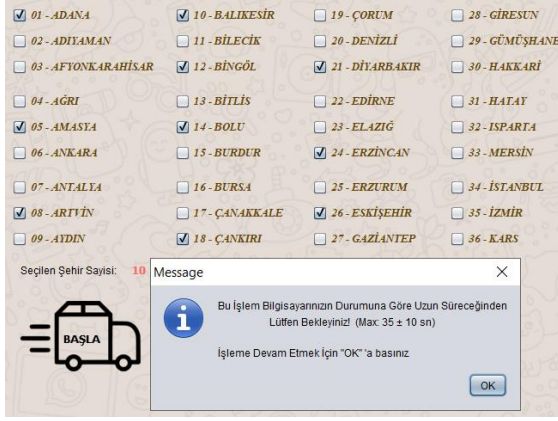 01 - ADANA 10 - BALIKESİR 19 - ÇORUM 28 - GİRESUN
02 - ADIYAMAN 11 - BİLECİK 20 - DENİZLİ 29 - GÜMÜŞHANE
03 - AFYONKARAHİSAR 12 - BİNGÖL 21 - DİYARBAKIR 30 - HAKKARİ
04 - AĞRI 13 - BİTLİS 22 - EDİRNE 31 - HATAY
05 - AMASYA 14 - BOLU 23 - ELAZIĞ 32 - ISPARTA
06 - ANKARA 15 - BURDUR 24 - ERZİNCAN 33 - MERSİN
07 - ANTALYA 16 - BURSA 25 - ERZURUM 34 - İSTANBUL
08 - ARTVİN 17 - ÇANAKKALE 26 - ESKİŞEHİR 35 - İZMİR
09 - AYDIN 18 - ÇANKIRI 27 - GAZİANTEP 36 - KARS
Seçilen Şehir Sayisi: 10
BAŞLA
Message
Bu İşlem Bilgisayarınızın Durumuna Göre Uzun Süreceğinden
Lütfen Bekleyiniz! (Max: 35 ± 10 sn)
İşleme Devam Etmek İçin "OK" 'a basınız
OK